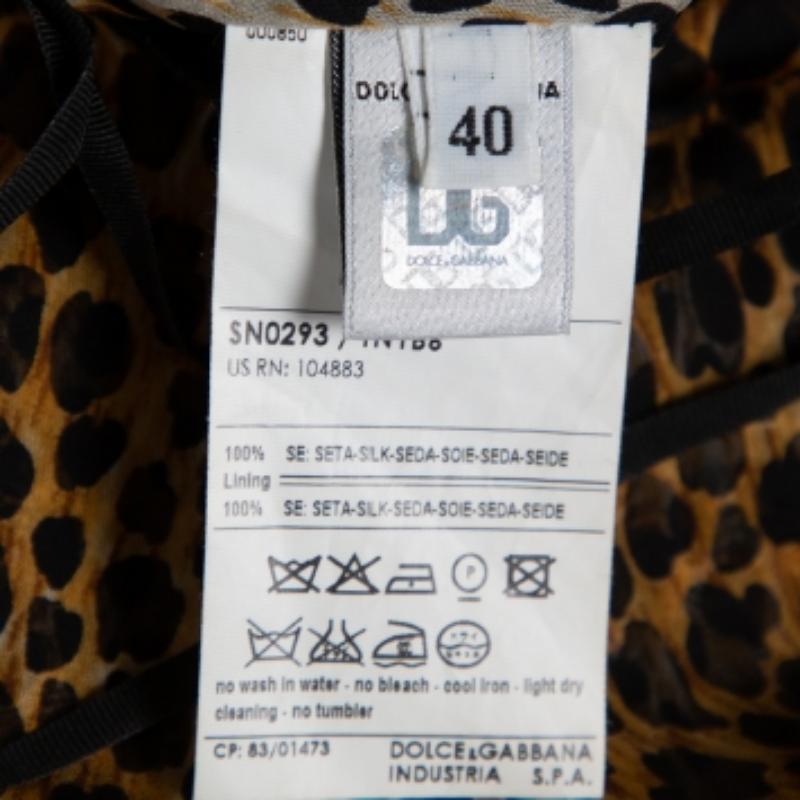 000850
40
DG
DOLCE&GABBANA
SN0293 /
US RN: 104883
100% SE: SETA-SILK-SEDA-SOIE-SEDA-SEIDE
Lining
100% SE: SETA-SILK-SEDA-SOIE-SEDA-SEIDE
P
no wash in water - no bleach - cool iron - light dry
cleaning - no tumbler
CP: 83/01473
DOLCE&GABBANA
INDUSTRIA S.P.A.